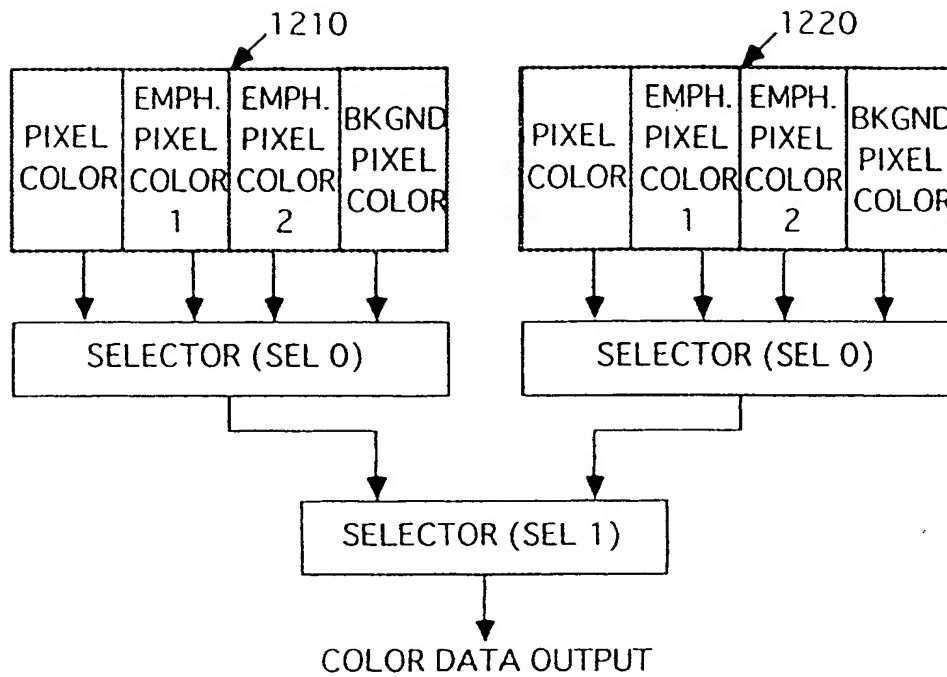 1210
1220
PIXEL
COLOR
EMPH.
PIXEL
COLOR
1
EMPH.
PIXEL
COLOR
2
BKGND
PIXEL
COLOR
PIXEL
COLOR
EMPH.
PIXEL
COLOR
1
EMPH.
PIXEL
COLOR
2
BKGND
PIXEL
COLOR
SELECTOR (SEL 0)
SELECTOR (SEL 0)
SELECTOR (SEL 1)
COLOR DATA OUTPUT